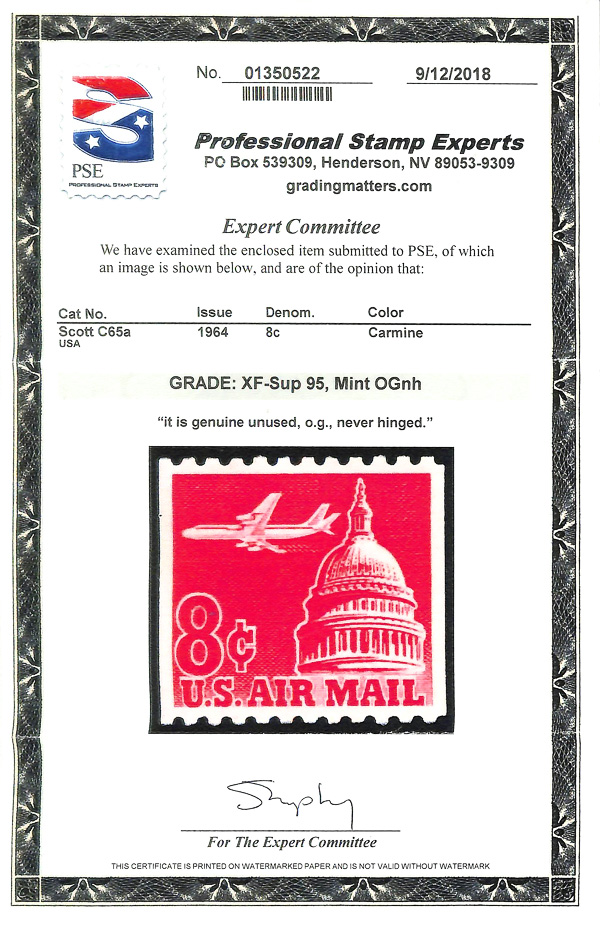 No. 01350522 9/12/2018
PSE
PROFESSIONAL STAMP EXPERTS
Professional Stamp Experts
PO Box 539309, Henderson, NV 89053-9309
gradingmatters.com
Expert Committee
We have examined the enclosed item submitted to PSE, of which
an image is shown below, and are of the opinion that:
Cat No. Issue Denom. Color
Scott C65a 1964 8c Carmine
USA
GRADE: XF-Sup 95, Mint OGnh
“it is genuine unused, o.g., never hinged.”
8¢
U.S. AIR MAIL
For The Expert Committee
THIS CERTIFICATE IS PRINTED ON WATERMARKED PAPER AND IS NOT VALID WITHOUT WATERMARK